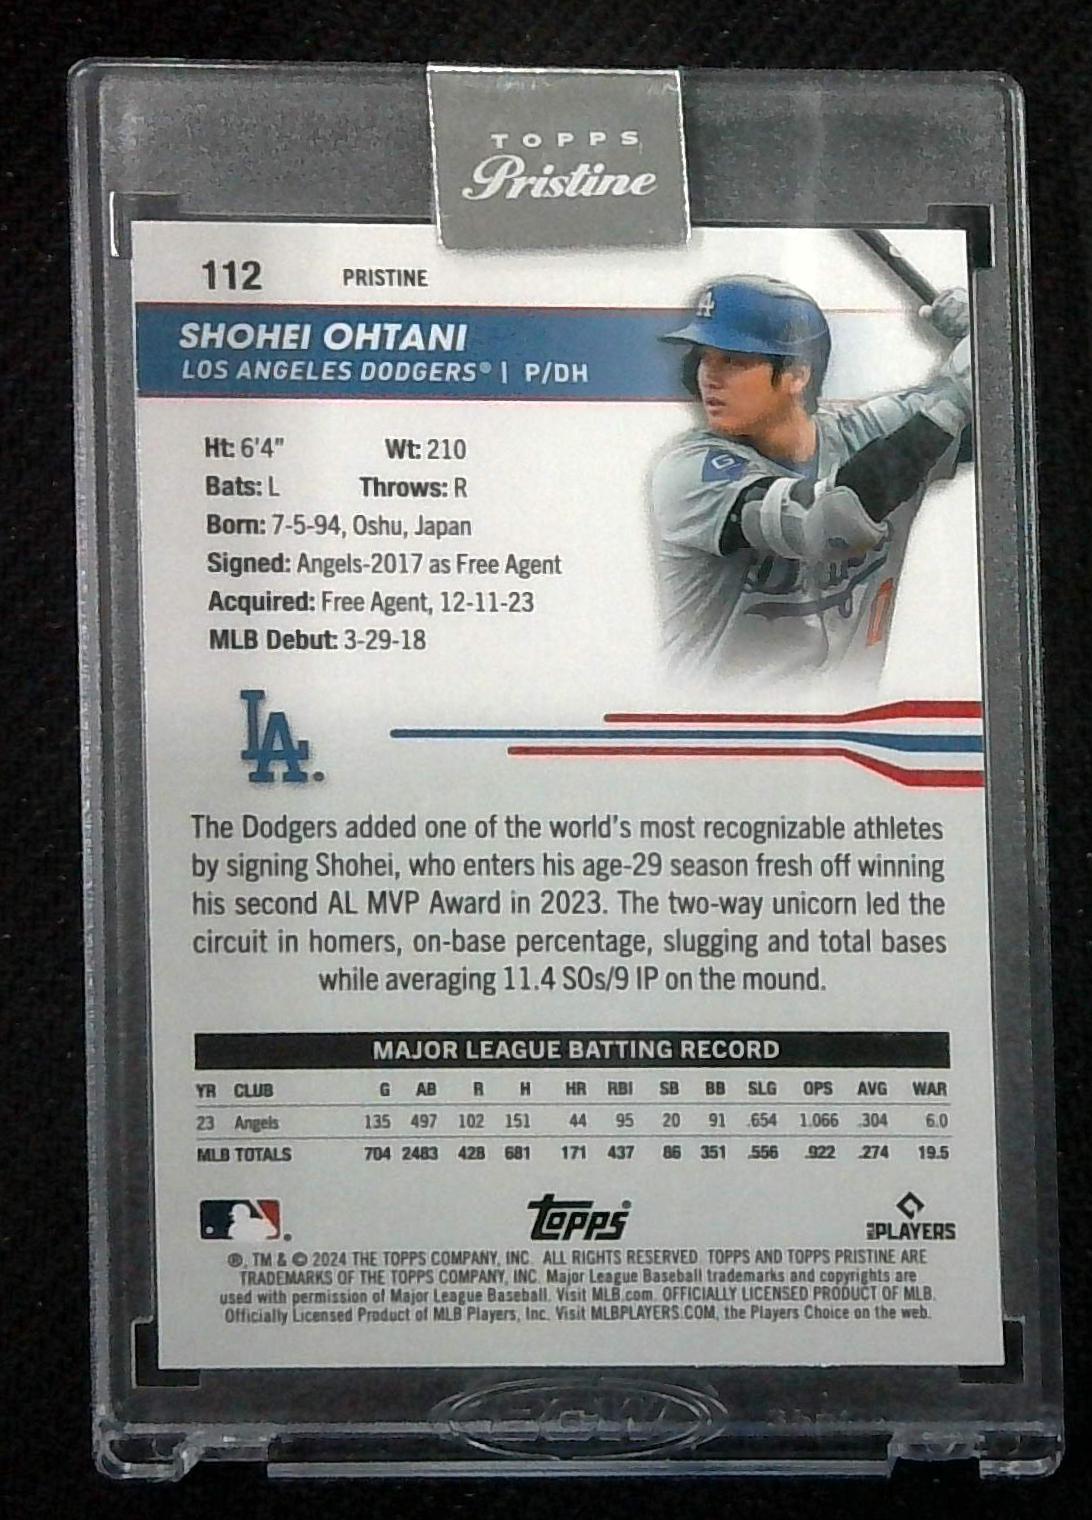 TOPPS
Pristine
112 PRISTINE
SHOHEI OHTANI
LOS ANGELES DODGERS® | P/DH
Ht: 6'4" Wt: 210
Bats: L Throws: R
Born: 7-5-94, Oshu, Japan
Signed: Angels-2017 as Free Agent
Acquired: Free Agent, 12-11-23
MLB Debut: 3-29-18
LA
The Dodgers added one of the world's most recognizable athletes
by signing Shohei, who enters his age-29 season fresh off winning
his second AL MVP Award in 2023. The two-way unicorn led the
circuit in homers, on-base percentage, slugging and total bases
while averaging 11.4 SOs/9 IP on the mound.
MAJOR LEAGUE BATTING RECORD
YR CLUB G AB R H HR RBI SB BB SLG OPS AVG WAR
23 Angels 135 497 102 151 44 95 20 91 .654 1.066 .304 6.0
MLB TOTALS 704 2483 428 681 171 437 86 351 .556 .922 .274 19.5
Topps®
PLAYERS
®, TM & © 2024 THE TOPPS COMPANY, INC. ALL RIGHTS RESERVED. TOPPS AND TOPPS PRISTINE ARE
TRADEMARKS OF THE TOPPS COMPANY, INC. Major League Baseball trademarks and copyrights are
used with permission of Major League Baseball. Visit MLB.com. OFFICIALLY LICENSED PRODUCT OF MLB.
Officially Licensed Product of MLB Players, Inc. Visit MLBPLAYERS.COM, the Players Choice on the web.
BCW